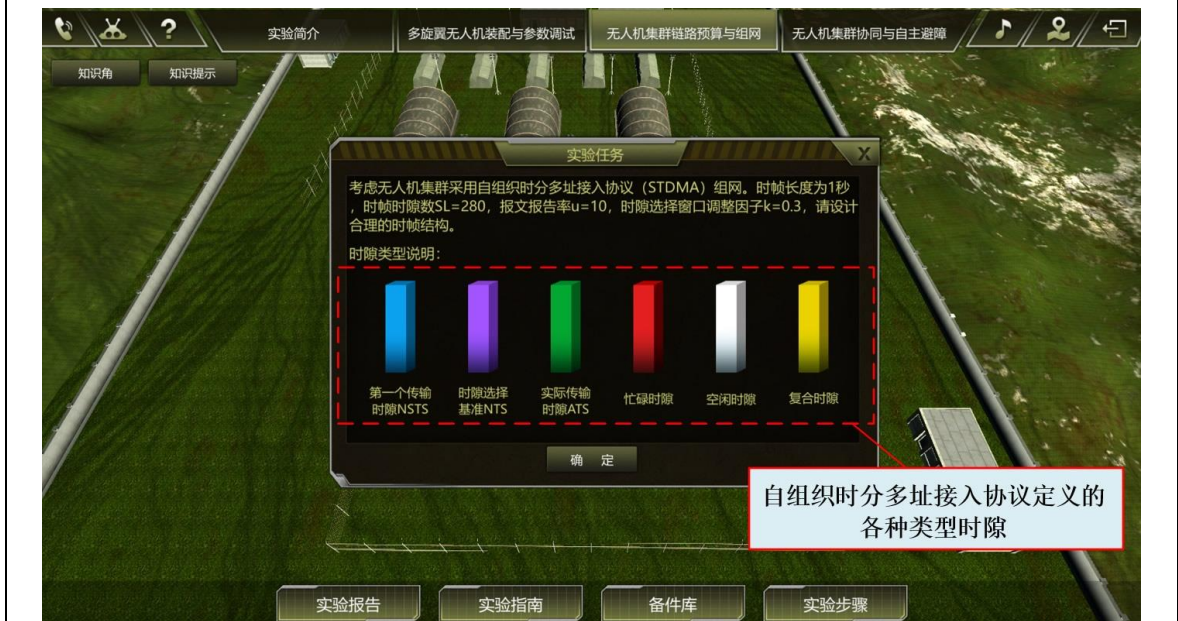 ?
实验简介
多旋翼无人机装配与参数调试
无人机集群链路预算与组网
无人机集群协同与自主避障
知识角
知识提示
实验任务
X
考虑无人机集群采用自组织时分多址接入协议（STDMA）组网。时帧长度为1秒
，时帧时隙数SL=280，报文报告率u=10，时隙选择窗口调整因子k=0.3，请设计
合理的时帧结构。
时隙类型说明：
第一个传输
时隙NSTS
时隙选择
基准NTS
实际传输
时隙ATS
忙碌时隙
空闲时隙
复合时隙
确 定
自组织时分多址接入协议定义的
各种类型时隙
实验报告
实验指南
备件库
实验步骤